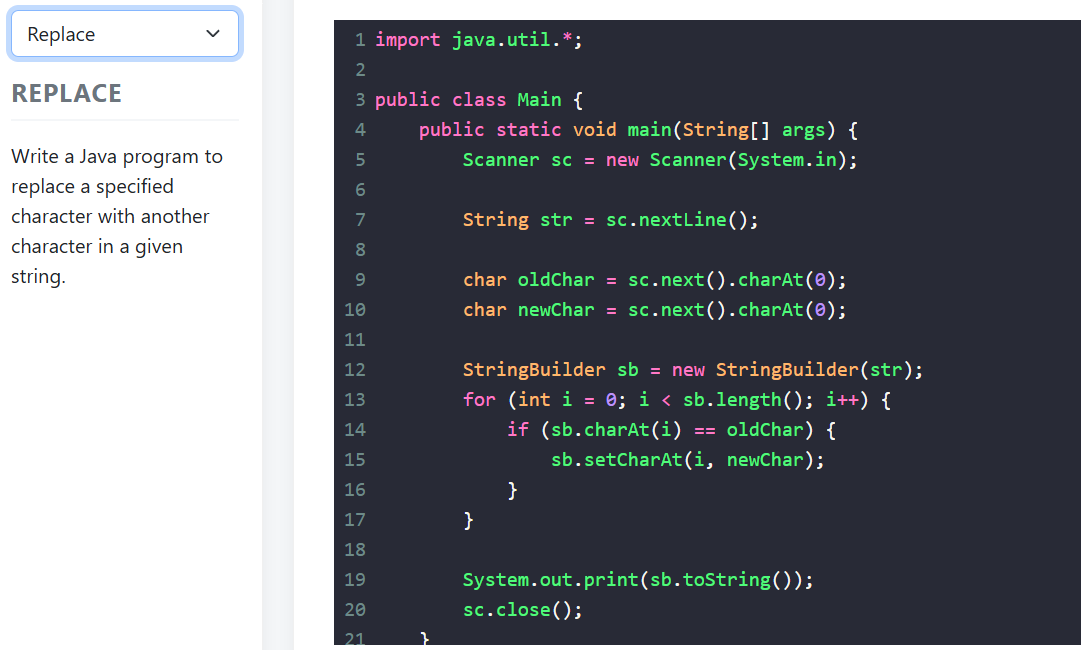 Replace
REPLACE
Write a Java program to
replace a specified
character with another
character in a given
string.
1 import java.util.*;
2
3 public class Main {
4     public static void main(String[] args) {
5         Scanner sc = new Scanner(System.in);
6
7         String str = sc.nextLine();
8
9         char oldChar = sc.next().charAt(0);
10         char newChar = sc.next().charAt(0);
11
12         StringBuilder sb = new StringBuilder(str);
13         for (int i = 0; i < sb.length(); i++) {
14             if (sb.charAt(i) == oldChar) {
15                 sb.setCharAt(i, newChar);
16             }
17         }
18
19         System.out.print(sb.toString());
20         sc.close();
21     }